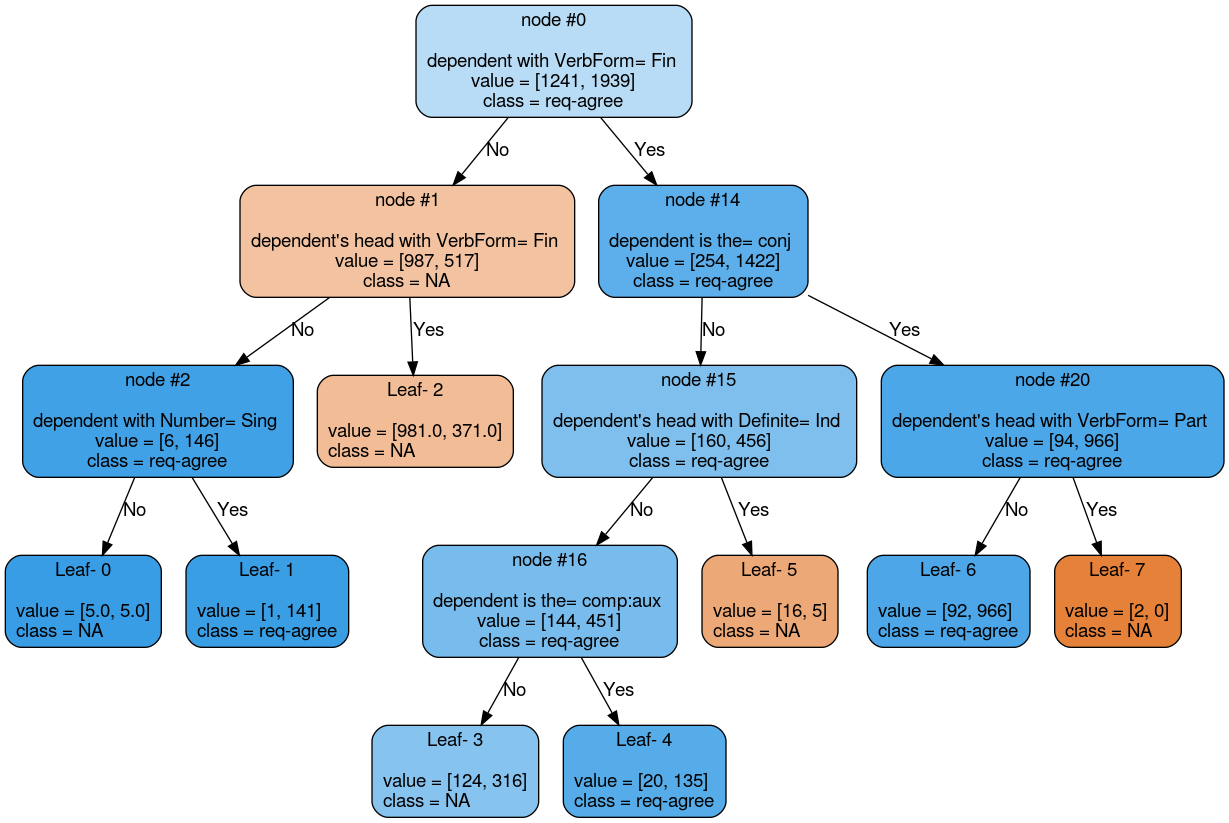 node #0
dependent with VerbForm= Fin
value = [1241, 1939]
class = req-agree
No
Yes
node #1
dependent's head with VerbForm= Fin
value = [987, 517]
class = NA
node #14
dependent is the= conj
value = [254, 1422]
class = req-agree
No
Yes
No
Yes
node #2
dependent with Number= Sing
value = [6, 146]
class = req-agree
Leaf- 2
value = [981.0, 371.0]
class = NA
node #15
dependent's head with Definite= Ind
value = [160, 456]
class = req-agree
node #20
dependent's head with VerbForm= Part
value = [94, 966]
class = req-agree
No
Yes
No
Yes
No
Yes
Leaf- 0
value = [5.0, 5.0]
class = NA
Leaf- 1
value = [1, 141]
class = req-agree
node #16
dependent is the= comp:aux
value = [144, 451]
class = req-agree
Leaf- 5
value = [16, 5]
class = NA
Leaf- 6
value = [92, 966]
class = req-agree
Leaf- 7
value = [2, 0]
class = NA
No
Yes
Leaf- 3
value = [124, 316]
class = NA
Leaf- 4
value = [20, 135]
class = req-agree